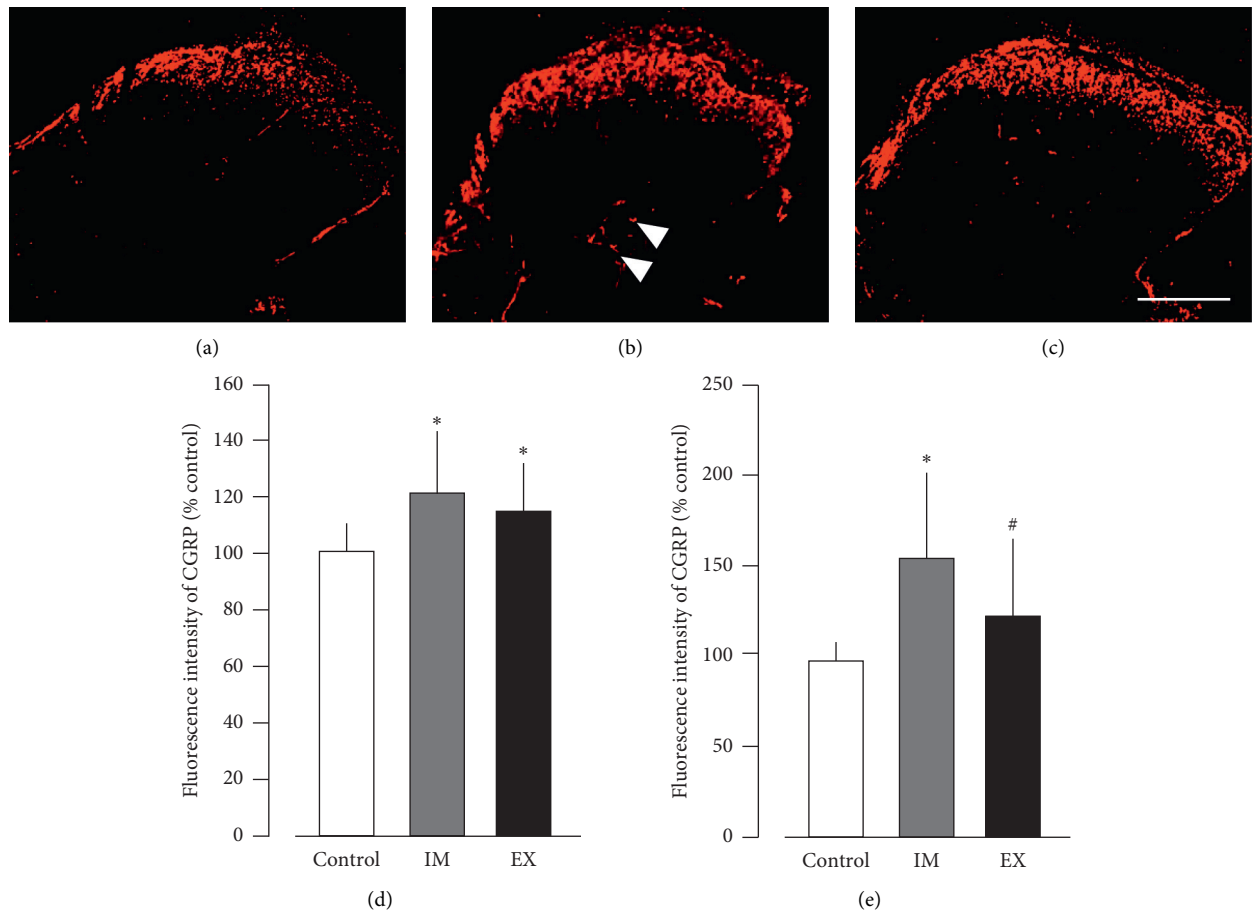 (a)
(b)
(c)
Fluorescence intensity of CGRP (% control)
160
140
120
100
80
60
40
20
0
*
*
Control
IM
EX
(d)
Fluorescence intensity of CGRP (% control)
250
200
150
100
50
0
*
#
Control
IM
EX
(e)